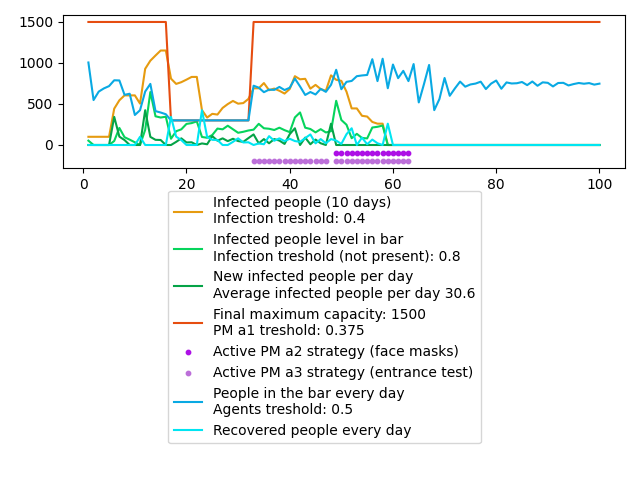 1500
1000
500
0
0
20
40
60
80
100
Infected people (10 days)
Infection treshold: 0.4
Infected people level in bar
Infection treshold (not present): 0.8
New infected people per day
Average infected people per day 30.6
Final maximum capacity: 1500
PM a1 treshold: 0.375
Active PM a2 strategy (face masks)
Active PM a3 strategy (entrance test)
People in the bar every day
Agents treshold: 0.5
Recovered people every day